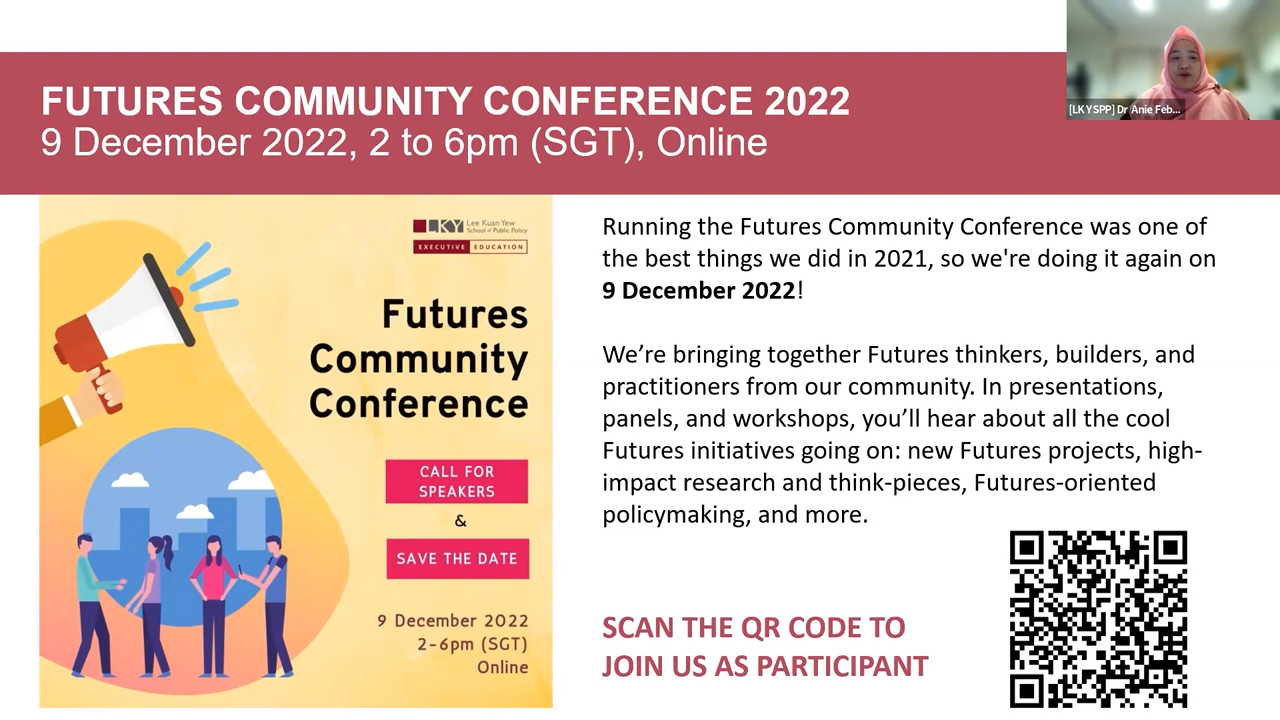 FUTURES COMMUNITY CONFERENCE 2022
9 December 2022, 2 to 6pm (SGT), Online
[LKYSPP] Dr Anie Feb...
LKY
Lee Kuan Yew
School of Public Policy
EXECUTIVE EDUCATION
Futures
Community
Conference
CALL FOR
SPEAKERS
&
SAVE THE DATE
9 December 2022
2-6pm (SGT)
Online
Running the Futures Community Conference was one of
the best things we did in 2021, so we're doing it again on
9 December 2022!
We’re bringing together Futures thinkers, builders, and
practitioners from our community. In presentations,
panels, and workshops, you’ll hear about all the cool
Futures initiatives going on: new Futures projects, high-
impact research and think-pieces, Futures-oriented
policymaking, and more.
SCAN THE QR CODE TO
JOIN US AS PARTICIPANT